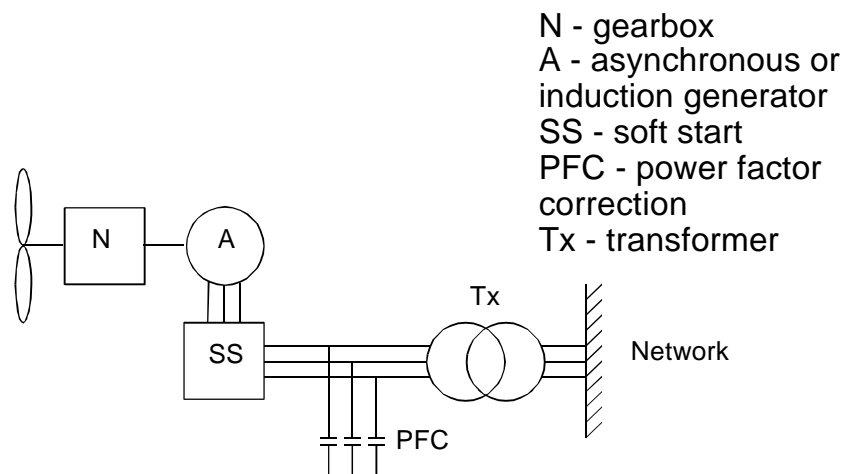 N - gearbox
A - asynchronous or
induction generator
SS - soft start
PFC - power factor
correction
Tx - transformer
N
A
Tx
SS
Network
PFC